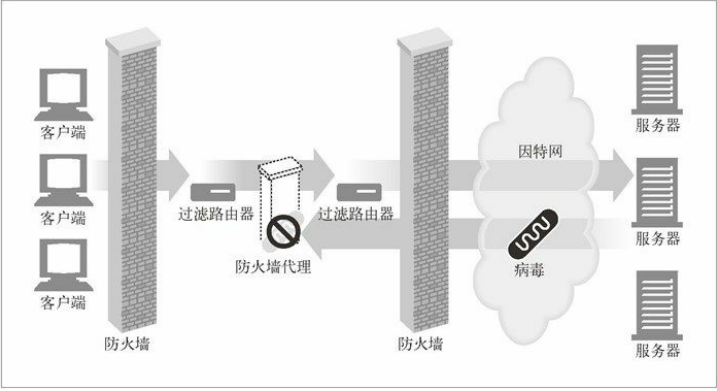 客户端
客户端
客户端
防火墙
过滤路由器
防火墙代理
过滤路由器
防火墙
因特网
病毒
服务器
服务器
服务器